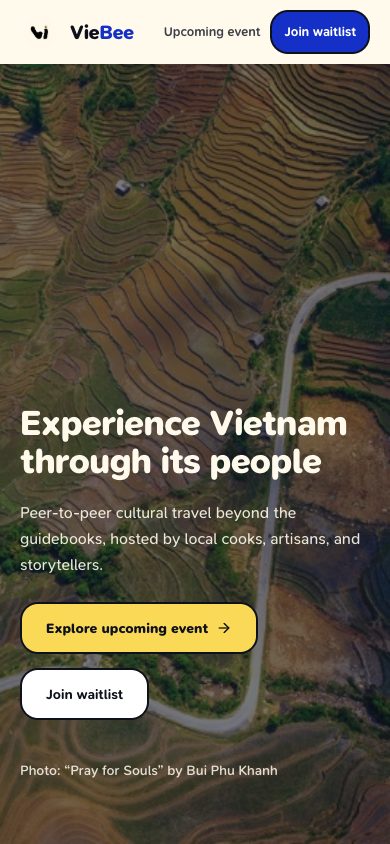 VieBee
Upcoming event
Join waitlist
Experience Vietnam
through its people
Peer-to-peer cultural travel beyond the
guidebooks, hosted by local cooks, artisans, and
storytellers.
Explore upcoming event →
Join waitlist
Photo: “Pray for Souls” by Bui Phu Khanh